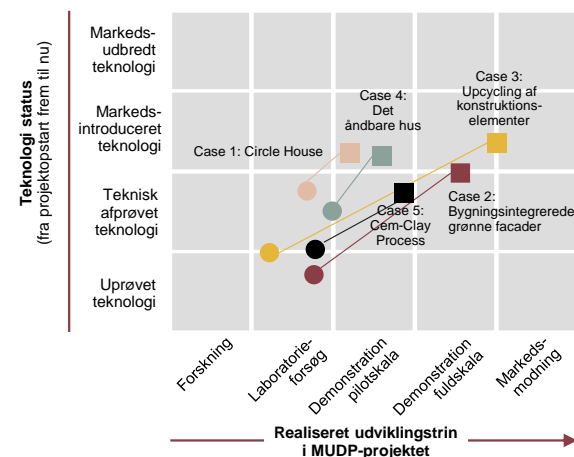 Teknologi status
(fra projektopstart frem til nu)
Markeds-
udbredt
teknologi
Markeds-
introduceret
teknologi
Teknisk
afprøvet
teknologi
Uprøvet
teknologi
Case 1: Circle House
Case 4:
Det
åndbare hus
Case 3:
Upcycling af
konstruktions-
elementer
Case 5:
Cem-Clay
Process
Case 2:
Bygningsintegrerede
grønne facader
Forskning
Laboratorie-
forsøg
Demonstration
pilotskala
Demonstration
fuldskala
Markeds-
modning
Realiseret udviklingstrin
i MUDP-projektet